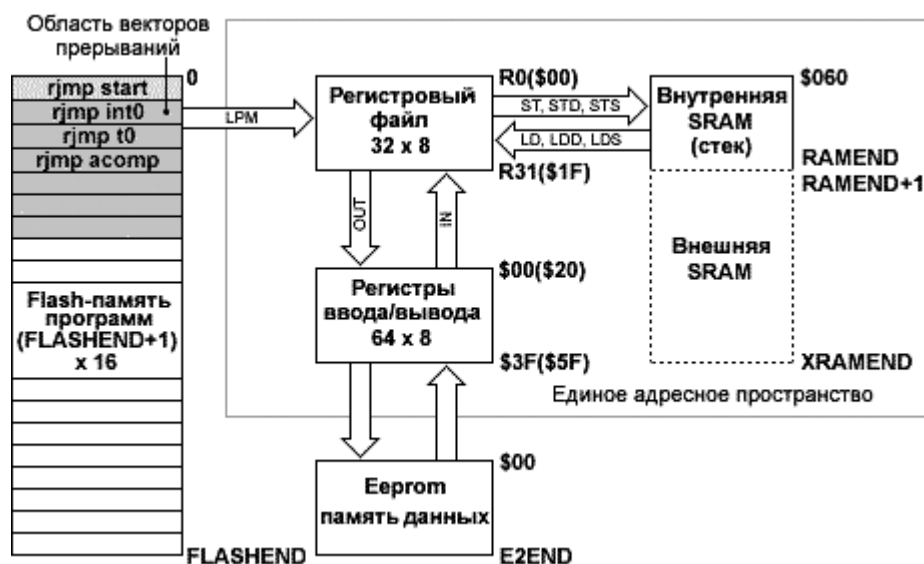 Область векторов
прерываний
0
rjmp start
rjmp int0
rjmp t0
rjmp acomp
LPM
Flash-память
программ
(FLASHEND+1)
x 16
FLASHEND
Регистровый
файл
32 x 8
R0($00)
R31($1F)
ST, STD, STS
LD, LDD, LDS
Внутренняя
SRAM
(стек)
$060
RAMEND
RAMEND+1
OUT
IN
Внешняя
SRAM
XRAMEND
Регистры
ввода/вывода
64 x 8
$00($20)
$3F($5F)
Единое адресное пространство
Eeprom
память данных
$00
E2END